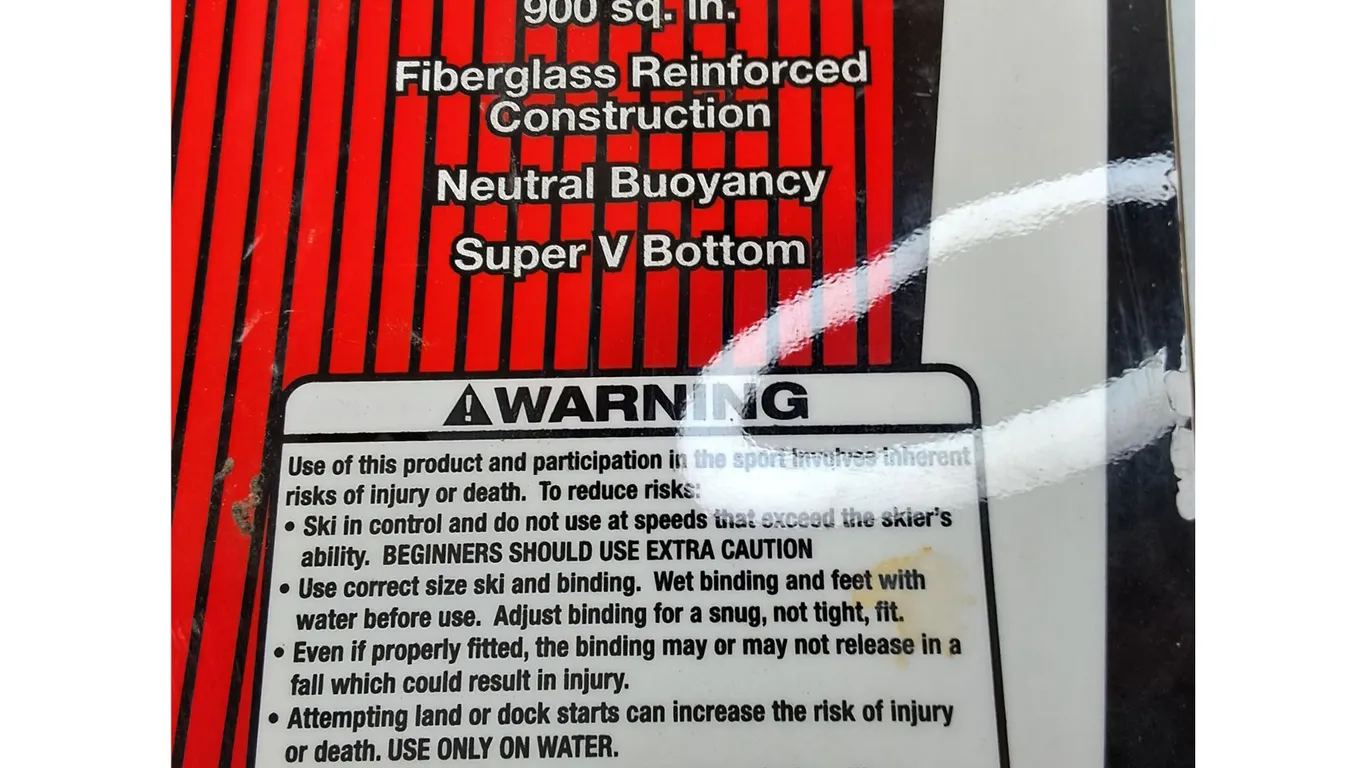 900 sq. in.
Fiberglass Reinforced
Construction
Neutral Buoyancy
Super V Bottom
WARNING
Use of this product and participation in the sport involves inherent
risks of injury or death. To reduce risks:
• Ski in control and do not use at speeds that exceed the skier's
ability. BEGINNERS SHOULD USE EXTRA CAUTION
• Use correct size ski and binding. Wet binding and feet with
water before use. Adjust binding for a snug, not tight, fit.
• Even if properly fitted, the binding may or may not release in a
fall which could result in injury.
• Attempting land or dock starts can increase the risk of injury
or death. USE ONLY ON WATER.